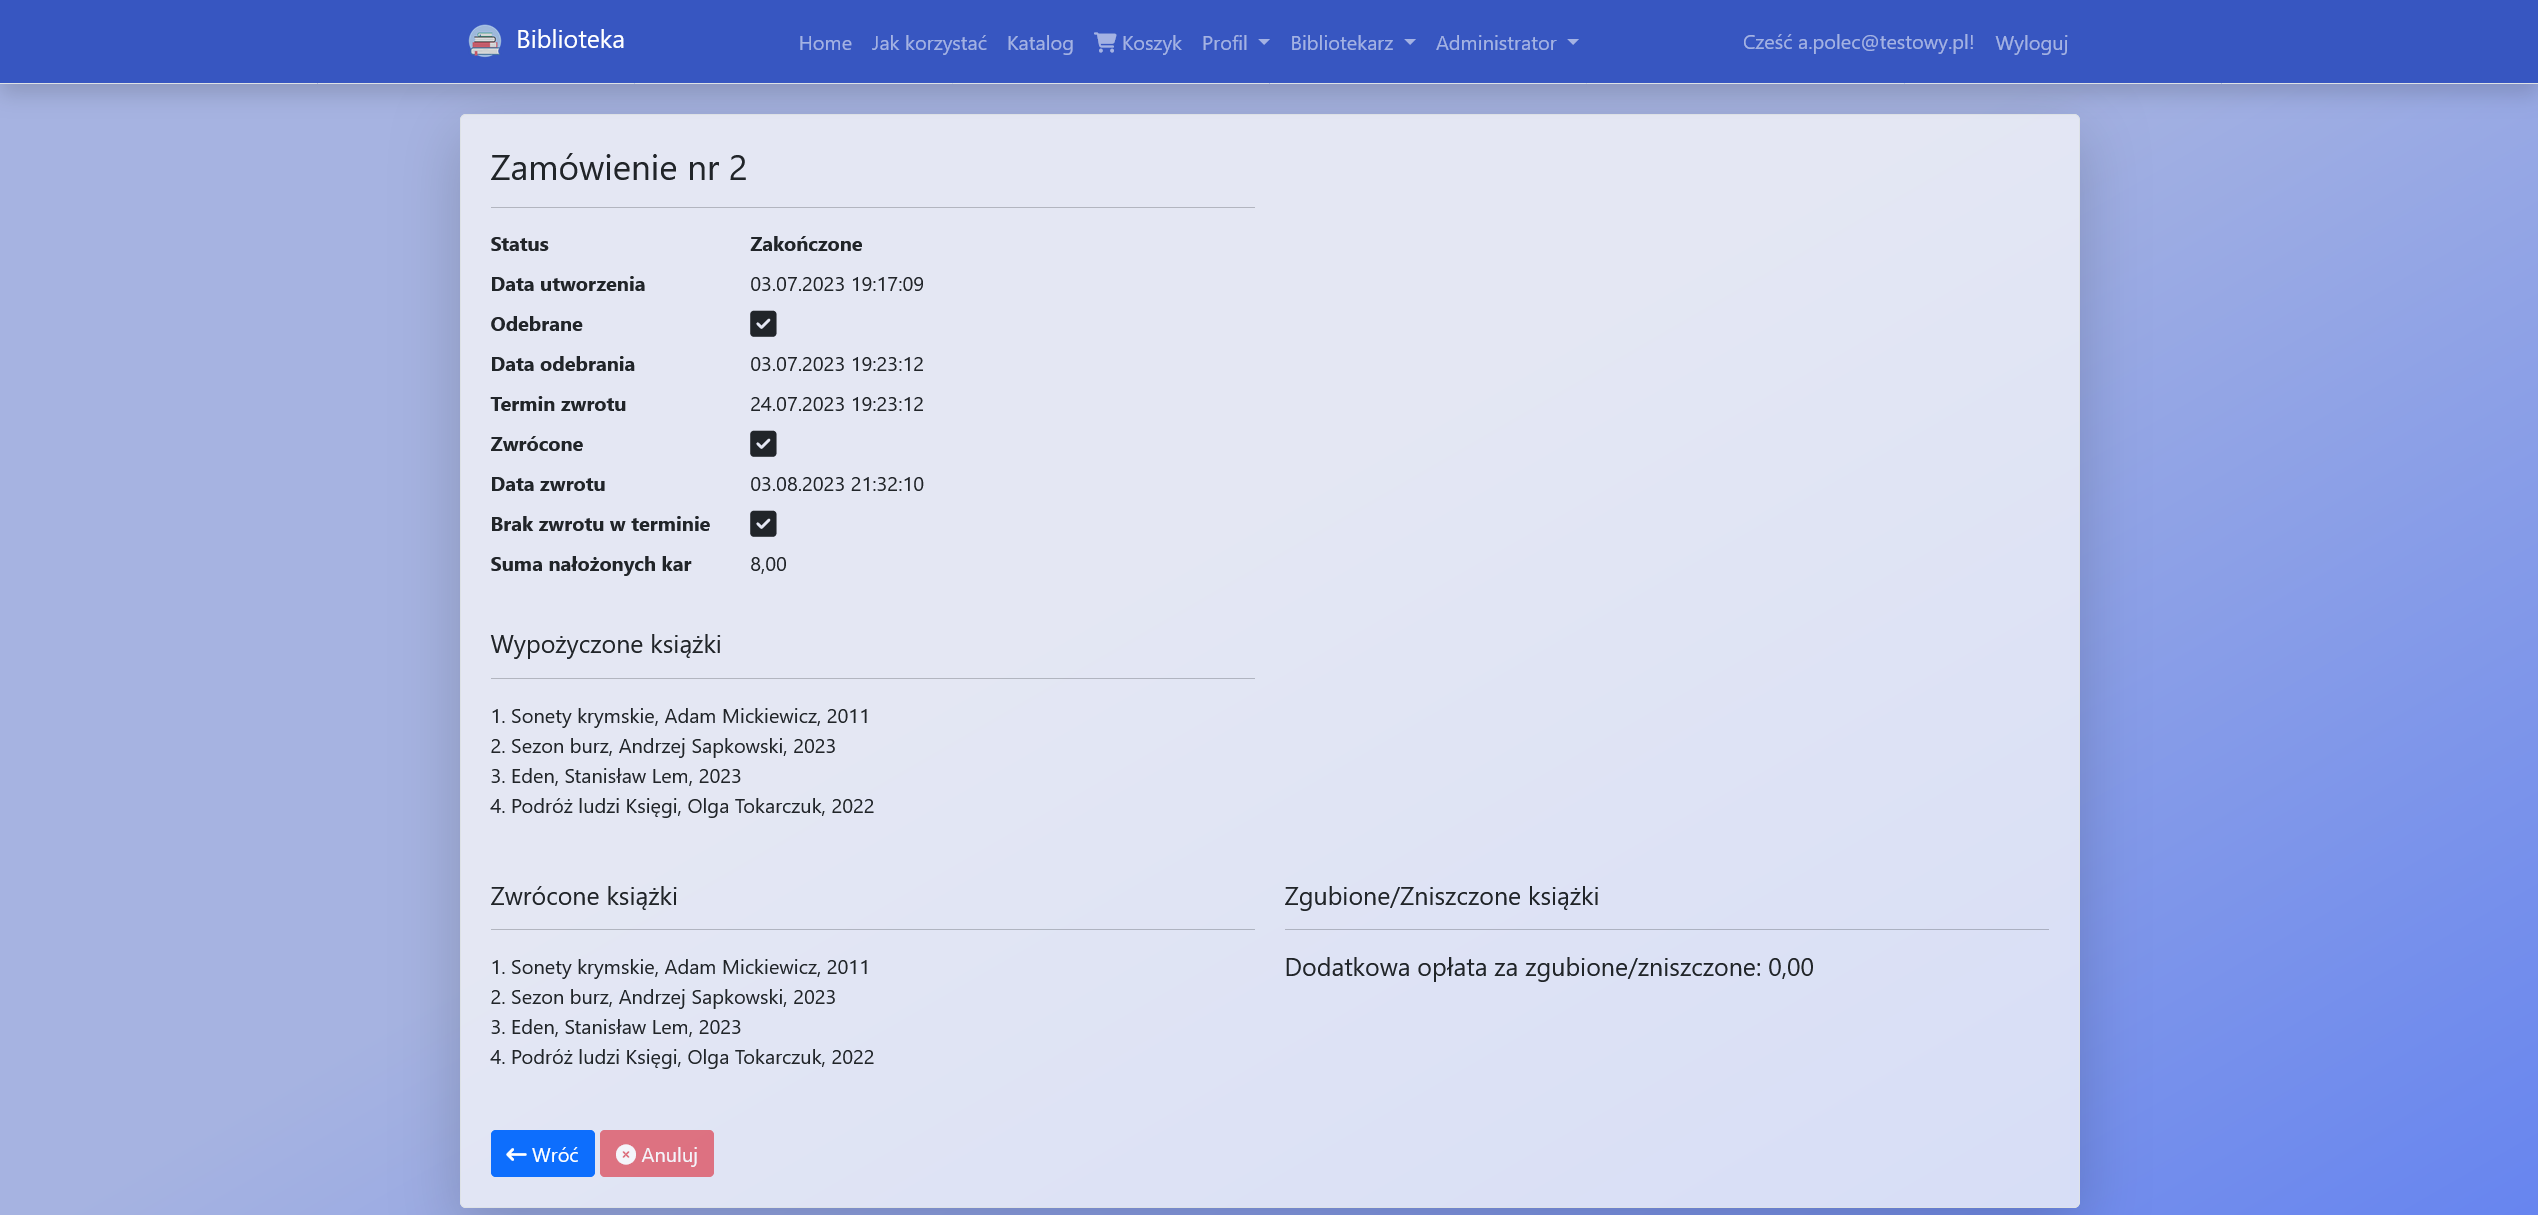 Biblioteka
Home Jak korzystać Katalog Koszyk Profil Bibliotekarz Administrator Cześć a.polec@testowy.pl! Wyloguj
Zamówienie nr 2
Status Zakończone
Data utworzenia 03.07.2023 19:17:09
Odebrane
Data odebrania 03.07.2023 19:23:12
Termin zwrotu 24.07.2023 19:23:12
Zwrócone
Data zwrotu 03.08.2023 21:32:10
Brak zwrotu w terminie
Suma nałożonych kar 8,00
Wypożyczone książki
1. Sonety krymskie, Adam Mickiewicz, 2011
2. Sezon burz, Andrzej Sapkowski, 2023
3. Eden, Stanisław Lem, 2023
4. Podróż ludzi Księgi, Olga Tokarczuk, 2022
Zwrócone książki
1. Sonety krymskie, Adam Mickiewicz, 2011
2. Sezon burz, Andrzej Sapkowski, 2023
3. Eden, Stanisław Lem, 2023
4. Podróż ludzi Księgi, Olga Tokarczuk, 2022
Zgubione/Zniszczone książki
Dodatkowa opłata za zgubione/zniszczone: 0,00
Wróć Anuluj